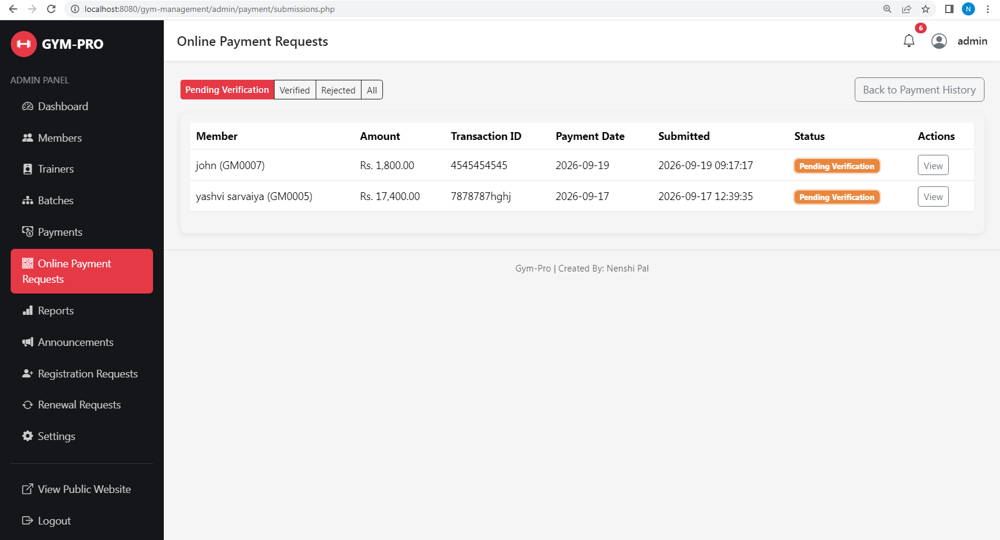 localhost:8080/gym-management/admin/payment/submissions.php
N
GYM-PRO
ADMIN PANEL
Dashboard
Members
Trainers
Batches
Payments
Online Payment
Requests
Reports
Announcements
Registration Requests
Renewal Requests
Settings
View Public Website
Logout
Online Payment Requests
6
admin
Pending Verification Verified Rejected All
Back to Payment History
Member Amount Transaction ID Payment Date Submitted Status Actions
john (GM0007) Rs. 1,800.00 4545454545 2026-09-19 2026-09-19 09:17:17 Pending Verification View
yashvi sarvaiya (GM0005) Rs. 17,400.00 7878787hghj 2026-09-17 2026-09-17 12:39:35 Pending Verification View
Gym-Pro | Created By: Nenshi Pal